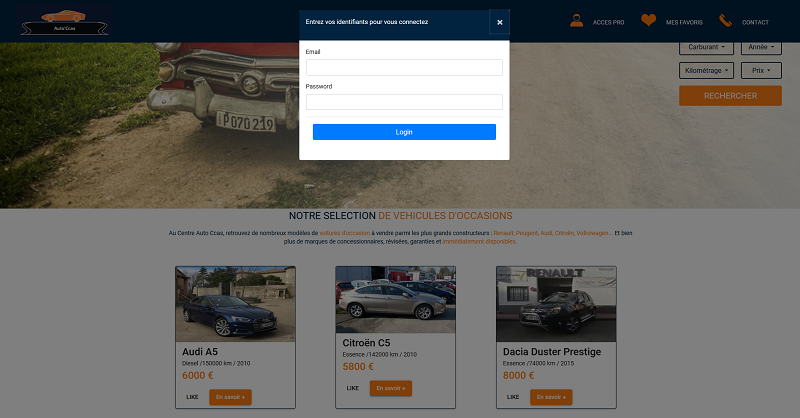 Auto'Ccas
Entrez vos identifiants pour vous connectez
×
ACCES PRO
MES FAVORIS
CONTACT
Email
Password
Login
Carburant
Année
Kilométrage
Prix
RECHERCHER
P 070 219
NOTRE SELECTION DE VEHICULES D'OCCASIONS
Au Centre Auto Ccas, retrouvez de nombreux modèles de voitures d'occasion à vendre parmi les plus grands constructeurs : Renault, Peugeot, Audi, Citroën, Volkswagen... Et bien
plus de marques de concessionnaires, révisées, garanties et immédiatement disponibles.
RENAULT
Audi A5
Diesel /150000 km / 2010
6000 €
LIKE
En savoir +
Citroën C5
Essence /142000 km / 2010
5800 €
LIKE
En savoir +
Dacia Duster Prestige
Essence /74000 km / 2015
8000 €
LIKE
En savoir +